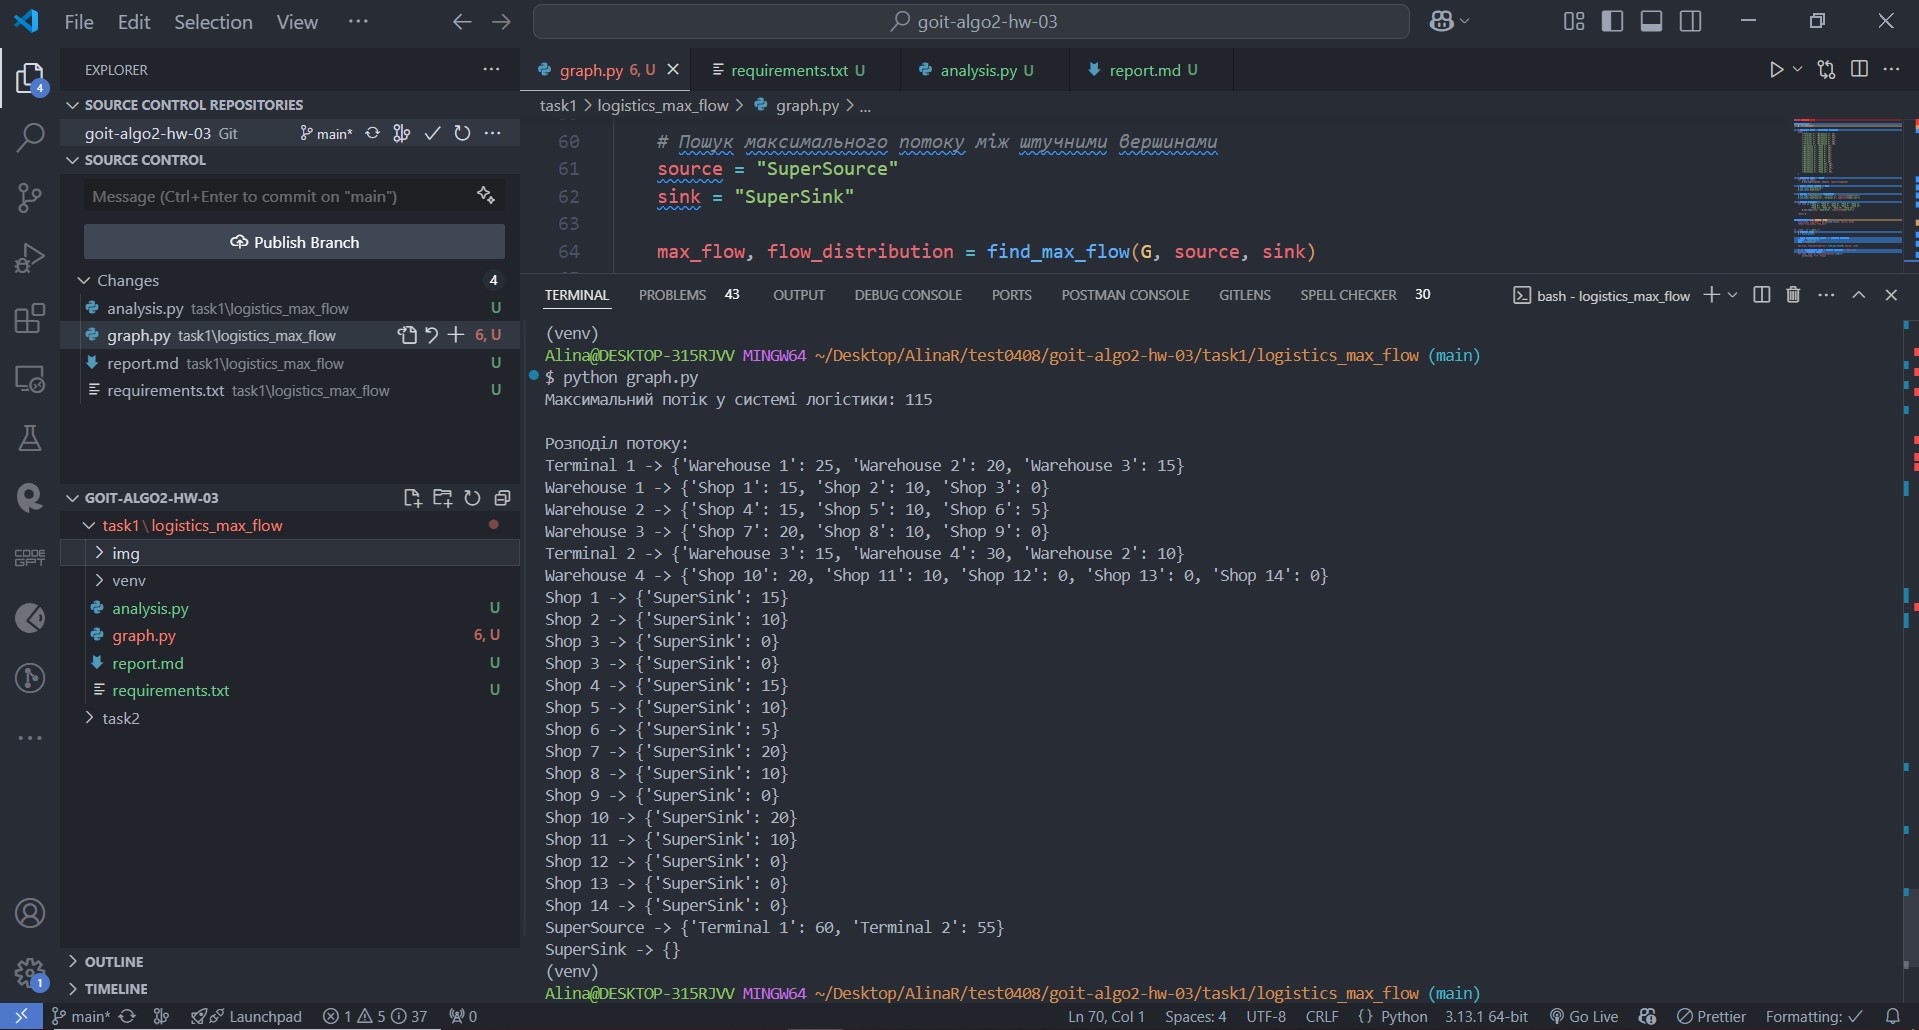 File Edit Selection View ··· goit-algo2-hw-03
EXPLORER ···
4
SOURCE CONTROL REPOSITORIES
goit-algo2-hw-03 Git main* ···
SOURCE CONTROL
Message (Ctrl+Enter to commit on "main")
Publish Branch
Changes 4
analysis.py task1\logistics_max_flow U
graph.py task1\logistics_max_flow 6, U
report.md task1\logistics_max_flow U
requirements.txt task1\logistics_max_flow U
GOIT-ALGO2-HW-03
task1\logistics_max_flow
img
venv
analysis.py U
graph.py 6, U
report.md U
requirements.txt U
task2
CODE GPT
OUTLINE
TIMELINE
1
graph.py 6, U requirements.txt U analysis.py U report.md U
task1 > logistics_max_flow > graph.py > ...
60 # Пошук максимального потоку між штучними вершинами
61 source = "SuperSource"
62 sink = "SuperSink"
63
64 max_flow, flow_distribution = find_max_flow(G, source, sink)
TERMINAL PROBLEMS 43 OUTPUT DEBUG CONSOLE PORTS POSTMAN CONSOLE GITLENS SPELL CHECKER 30 bash - logistics_max_flow
(venv)
Alina@DESKTOP-315RJVV MINGW64 ~/Desktop/AlinaR/test0408/goit-algo2-hw-03/task1/logistics_max_flow (main)
$ python graph.py
Максимальний потік у системі логістики: 115
Розподіл потоку:
Terminal 1 -> {'Warehouse 1': 25, 'Warehouse 2': 20, 'Warehouse 3': 15}
Warehouse 1 -> {'Shop 1': 15, 'Shop 2': 10, 'Shop 3': 0}
Warehouse 2 -> {'Shop 4': 15, 'Shop 5': 10, 'Shop 6': 5}
Warehouse 3 -> {'Shop 7': 20, 'Shop 8': 10, 'Shop 9': 0}
Terminal 2 -> {'Warehouse 3': 15, 'Warehouse 4': 30, 'Warehouse 2': 10}
Warehouse 4 -> {'Shop 10': 20, 'Shop 11': 10, 'Shop 12': 0, 'Shop 13': 0, 'Shop 14': 0}
Shop 1 -> {'SuperSink': 15}
Shop 2 -> {'SuperSink': 10}
Shop 3 -> {'SuperSink': 0}
Shop 3 -> {'SuperSink': 0}
Shop 4 -> {'SuperSink': 15}
Shop 5 -> {'SuperSink': 10}
Shop 6 -> {'SuperSink': 5}
Shop 7 -> {'SuperSink': 20}
Shop 8 -> {'SuperSink': 10}
Shop 9 -> {'SuperSink': 0}
Shop 10 -> {'SuperSink': 20}
Shop 11 -> {'SuperSink': 10}
Shop 12 -> {'SuperSink': 0}
Shop 13 -> {'SuperSink': 0}
Shop 14 -> {'SuperSink': 0}
SuperSource -> {'Terminal 1': 60, 'Terminal 2': 55}
SuperSink -> {}
(venv)
Alina@DESKTOP-315RJVV MINGW64 ~/Desktop/AlinaR/test0408/goit-algo2-hw-03/task1/logistics_max_flow (main)
main* Launchpad 1 5 37 0 Ln 70, Col 1 Spaces: 4 UTF-8 CRLF {} Python 3.13.1 64-bit Go Live Prettier Formatting: